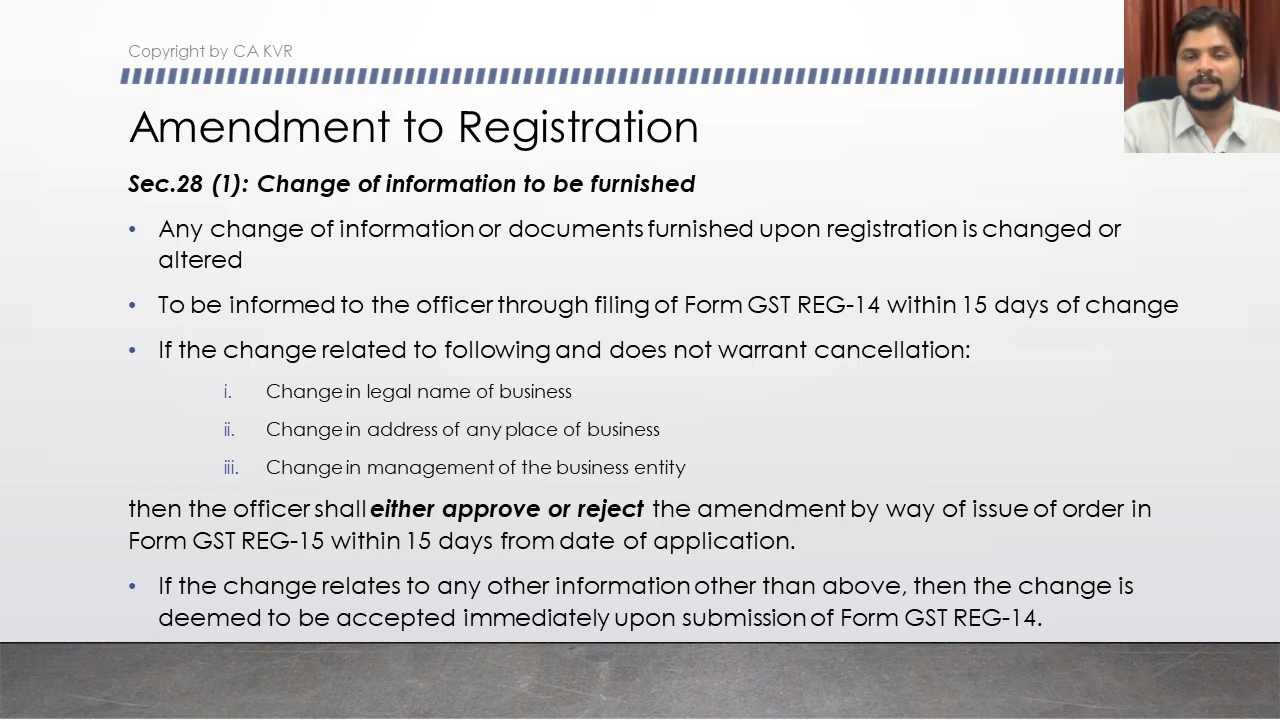 Copyright by CA KVR
Amendment to Registration
Sec.28 (1): Change of information to be furnished
• Any change of information or documents furnished upon registration is changed or
altered
• To be informed to the officer through filing of Form GST REG-14 within 15 days of change
• If the change related to following and does not warrant cancellation:
i. Change in legal name of business
ii. Change in address of any place of business
iii. Change in management of the business entity
then the officer shall either approve or reject the amendment by way of issue of order in
Form GST REG-15 within 15 days from date of application.
• If the change relates to any other information other than above, then the change is
deemed to be accepted immediately upon submission of Form GST REG-14.